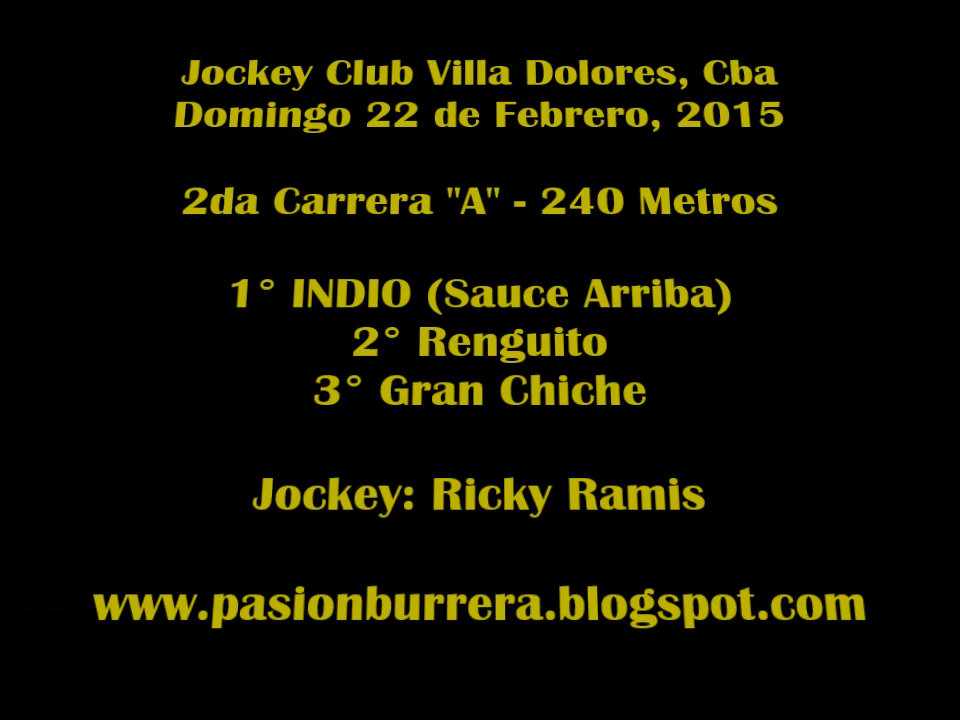 Jockey Club Villa Dolores, Cba
Domingo 22 de Febrero, 2015
2da Carrera "A" - 240 Metros
1° INDIO (Sauce Arriba)
2° Renguito
3° Gran Chiche
Jockey: Ricky Ramis
www.pasionburrera.blogspot.com